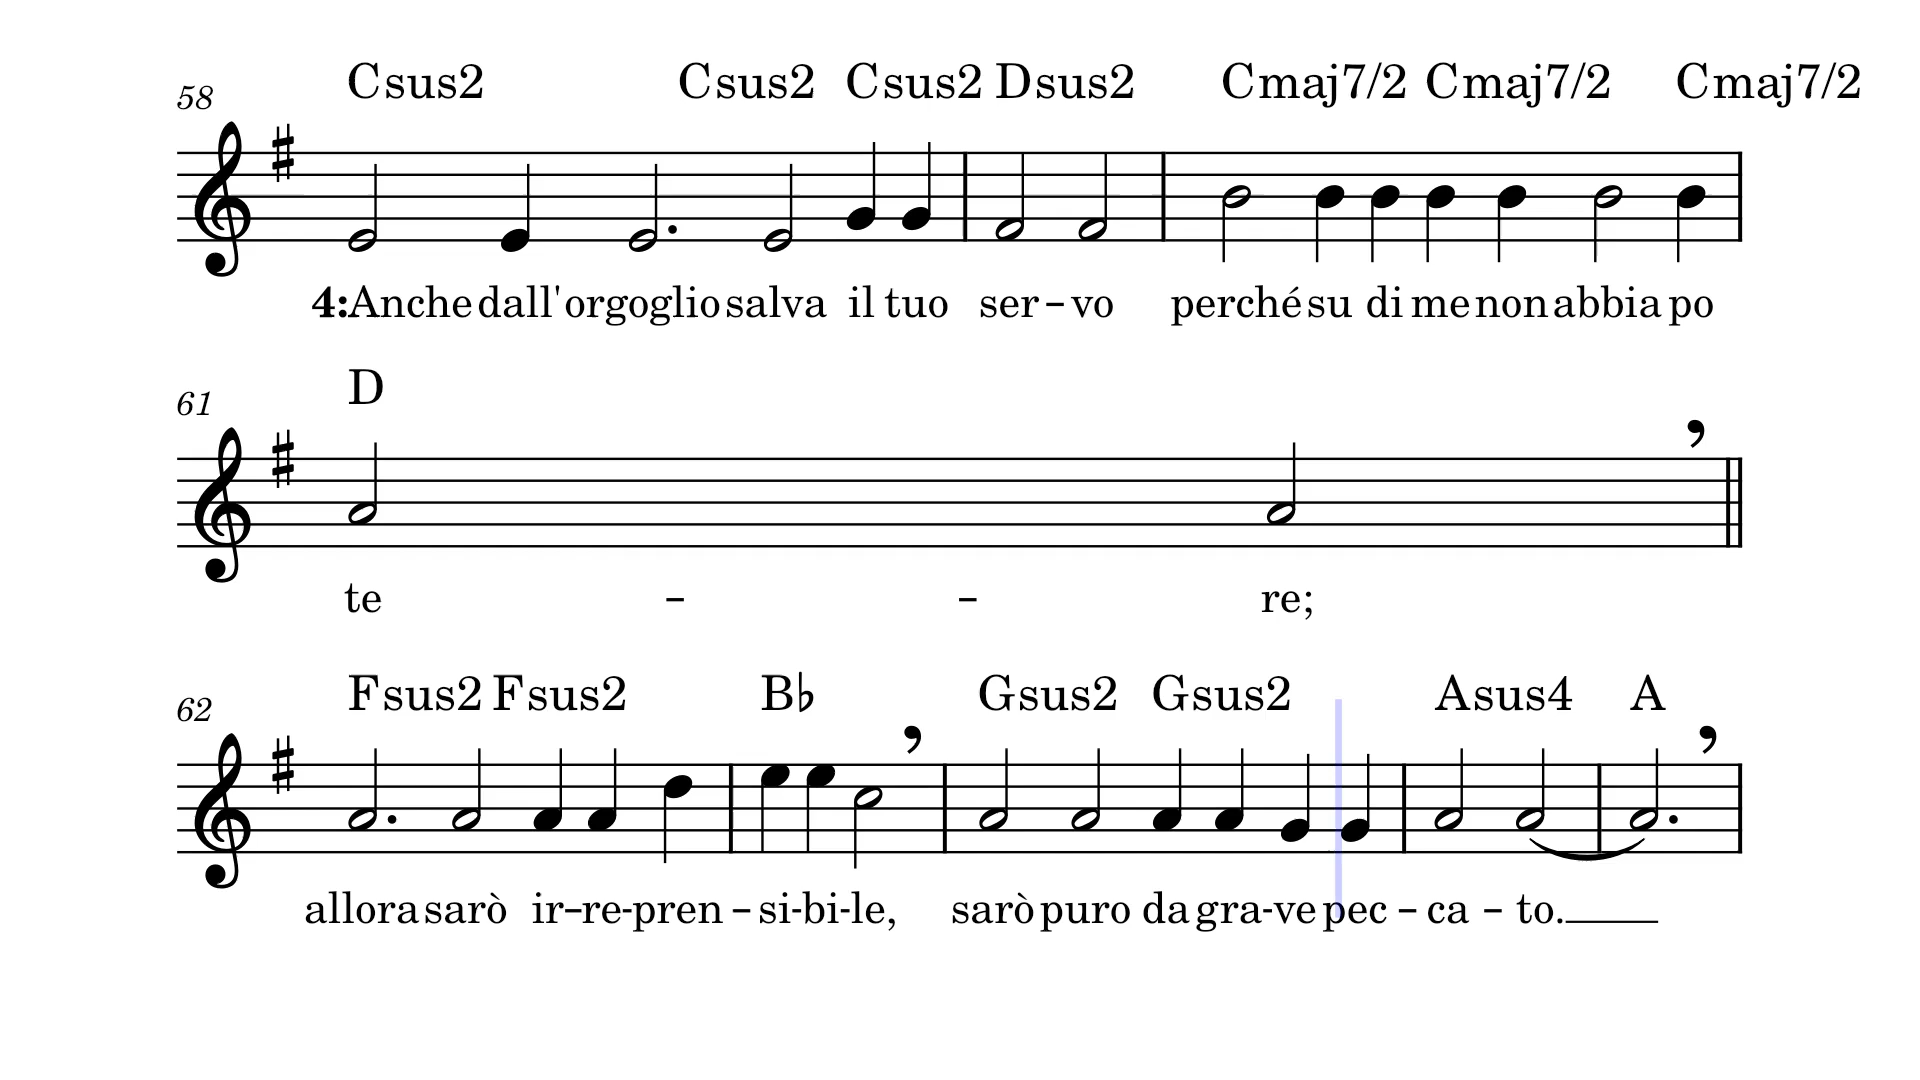 58 Csus2 Csus2 Csus2 Dsus2 Cmaj7/2 Cmaj7/2 Cmaj7/2
4:Anche dall'orgoglio salva il tuo ser-vo perché su di me non abbia po
61 D
te - - re;
62 Fsus2 Fsus2 B♭ Gsus2 Gsus2 Asus4 A
allora sarò ir-re-pren-si-bi-le, sarò puro da gra-ve pec-ca-to.